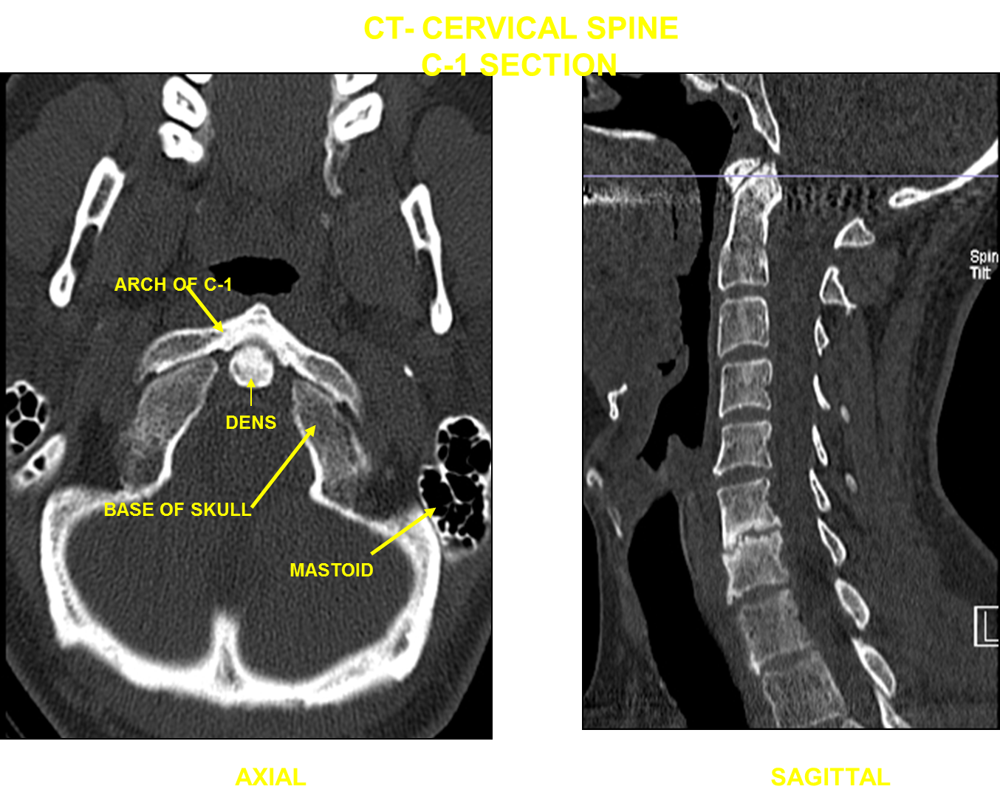 CT- CERVICAL SPINE
C-1 SECTION
ARCH OF C-1
DENS
BASE OF SKULL
MASTOID
Spin
Tilt
L
AXIAL
SAGITTAL